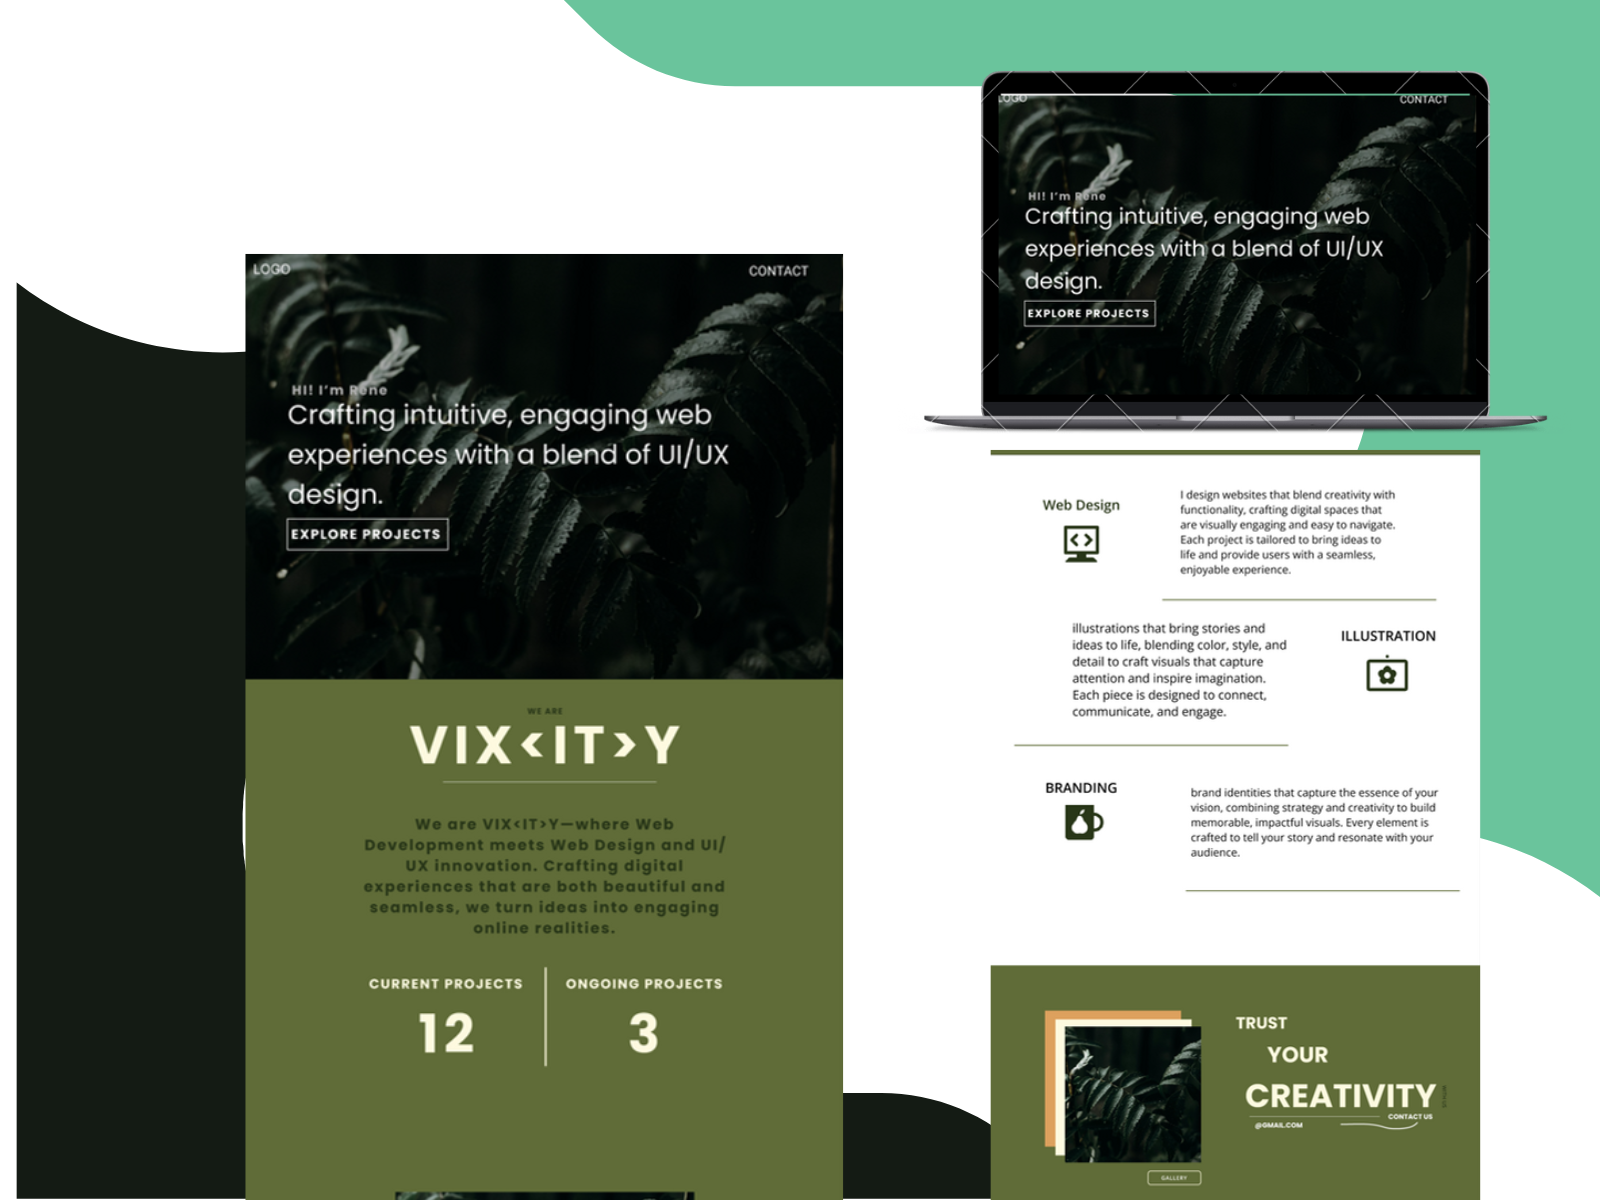 LOGO
CONTACT
HI! I'm Rene
Crafting intuitive, engaging web
experiences with a blend of UI/UX
design.
EXPLORE PROJECTS
WE ARE
VIX<IT>Y
We are VIX<IT>Y—where Web
Development meets Web Design and UI/
UX innovation. Crafting digital
experiences that are both beautiful and
seamless, we turn ideas into engaging
online realities.
CURRENT PROJECTS
12
ONGOING PROJECTS
3
LOGO
CONTACT
HI! I'm Rene
Crafting intuitive, engaging web
experiences with a blend of UI/UX
design.
EXPLORE PROJECTS
Web Design
I design websites that blend creativity with
functionality, crafting digital spaces that
are visually engaging and easy to navigate.
Each project is tailored to bring ideas to
life and provide users with a seamless,
enjoyable experience.
illustrations that bring stories and
ideas to life, blending color, style, and
detail to craft visuals that capture
attention and inspire imagination.
Each piece is designed to connect,
communicate, and engage.
ILLUSTRATION
BRANDING
brand identities that capture the essence of your
vision, combining strategy and creativity to build
memorable, impactful visuals. Every element is
crafted to tell your story and resonate with your
audience.
TRUST
YOUR
CREATIVITY
CONTACT US
@GMAIL.COM
GALLERY